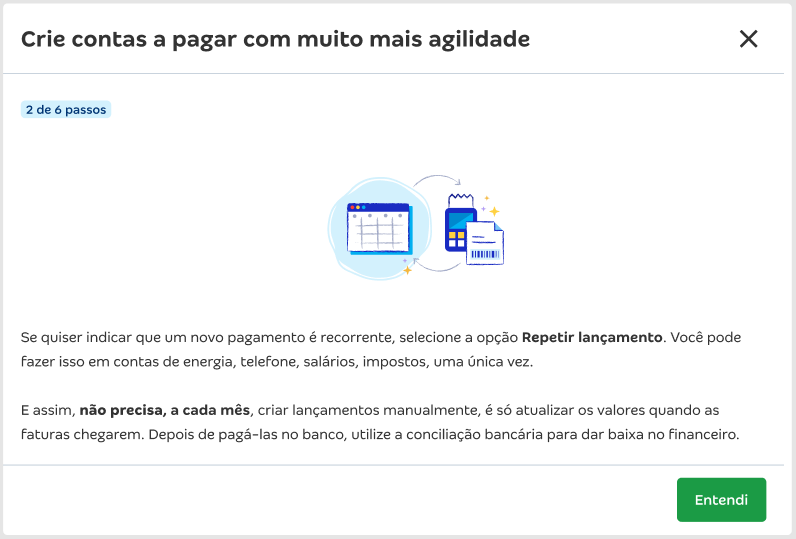 Crie contas a pagar com muito mais agilidade
2 de 6 passos
Se quiser indicar que um novo pagamento é recorrente, selecione a opção Repetir lançamento. Você pode
fazer isso em contas de energia, telefone, salários, impostos, uma única vez.
E assim, não precisa, a cada mês, criar lançamentos manualmente, é só atualizar os valores quando as
faturas chegarem. Depois de pagá-las no banco, utilize a conciliação bancária para dar baixa no financeiro.
Entendi